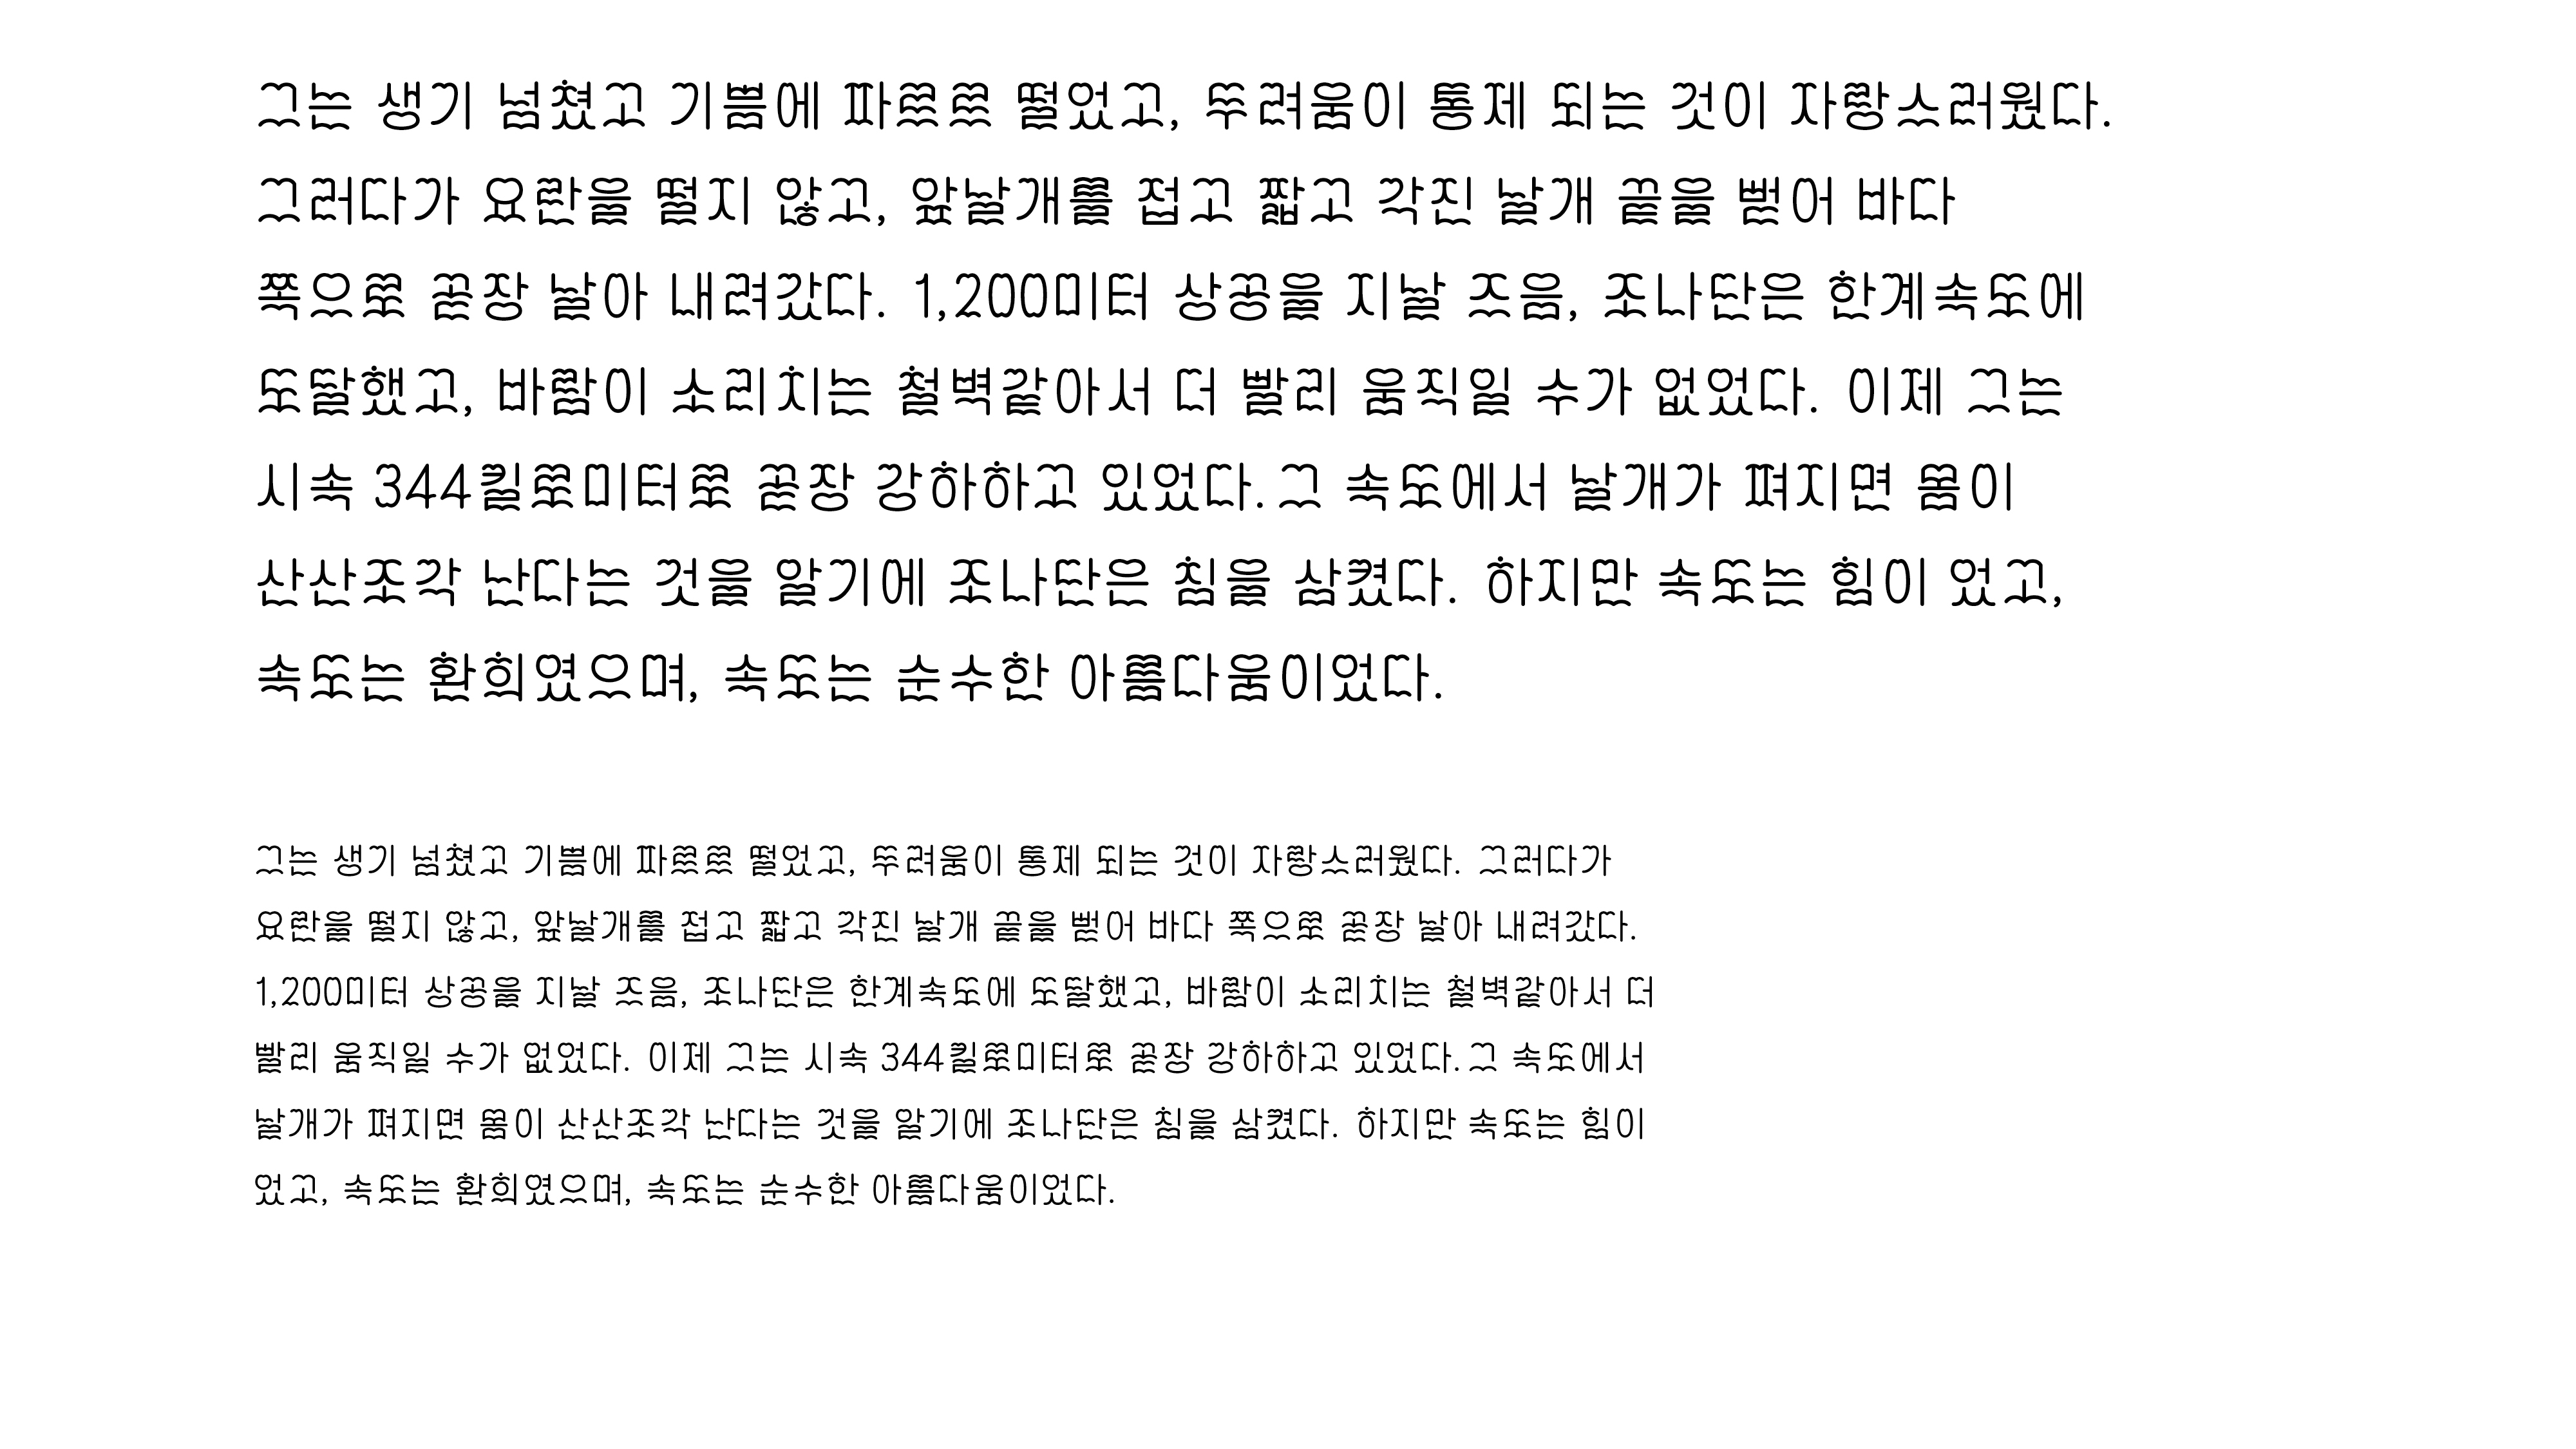 그는 생기 넘쳤고 기쁨에 파르르 떨었고, 두려움이 통제 되는 것이 자랑스러웠다.
그러다가 요란을 떨지 않고, 앞날개를 접고 짧고 각진 날개 끝을 뻗어 바다
쪽으로 곧장 날아 내려갔다. 1,200미터 상공을 지날 즈음, 조나단은 한계속도에
도달했고, 바람이 소리치는 철벽같아서 더 빨리 움직일 수가 없었다. 이제 그는
시속 344킬로미터로 곧장 강하하고 있었다.그 속도에서 날개가 펴지면 몸이
산산조각 난다는 것을 알기에 조나단은 침을 삼켰다. 하지만 속도는 힘이 었고,
속도는 환희였으며, 속도는 순수한 아름다움이었다.
그는 생기 넘쳤고 기쁨에 파르르 떨었고, 두려움이 통제 되는 것이 자랑스러웠다. 그러다가
요란을 떨지 않고, 앞날개를 접고 짧고 각진 날개 끝을 뻗어 바다 쪽으로 곧장 날아 내려갔다.
1,200미터 상공을 지날 즈음, 조나단은 한계속도에 도달했고, 바람이 소리치는 철벽같아서 더
빨리 움직일 수가 없었다. 이제 그는 시속 344킬로미터로 곧장 강하하고 있었다.그 속도에서
날개가 펴지면 몸이 산산조각 난다는 것을 알기에 조나단은 침을 삼켰다. 하지만 속도는 힘이
었고, 속도는 환희였으며, 속도는 순수한 아름다움이었다.